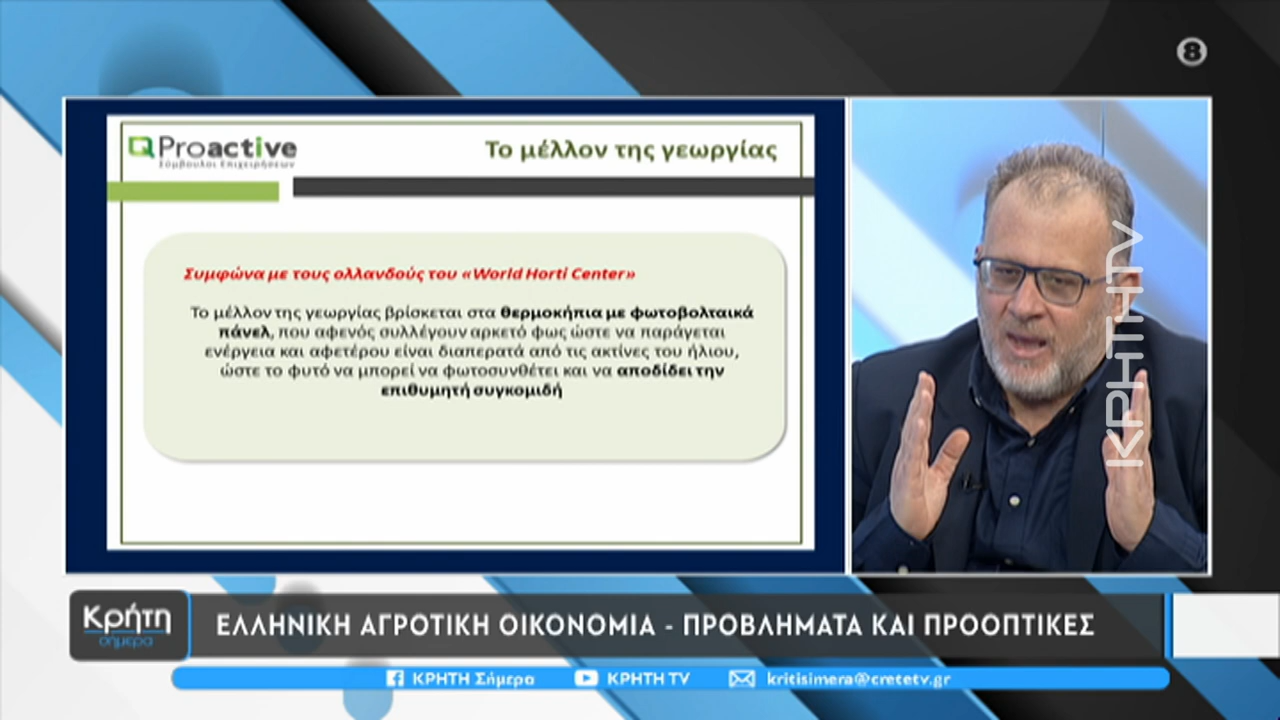 8
Proactive
Σύμβουλοι Επιχειρήσεων
Το μέλλον της γεωργίας
Συμφώνα με τους ολλανδούς του «World Horti Center»
Το μέλλον της γεωργίας βρίσκεται στα θερμοκήπια με φωτοβολταικά
πάνελ, που αφενός συλλέγουν αρκετό φως ώστε να παράγεται
ενέργεια και αφετέρου είναι διαπερατά από τις ακτίνες του ήλιου,
ώστε το φυτό να μπορεί να φωτοσυνθέτει και να αποδίδει την
επιθυμητή συγκομιδή
ΚΡΗΤΗTV
Κρήτη
σήμερα
ΕΛΛΗΝΙΚΗ ΑΓΡΟΤΙΚΗ ΟΙΚΟΝΟΜΙΑ - ΠΡΟΒΛΗΜΑΤΑ ΚΑΙ ΠΡΟΟΠΤΙΚΕΣ
ΚΡΗΤΗ Σήμερα
ΚΡΗΤΗ TV
kritisimera@cretetv.gr